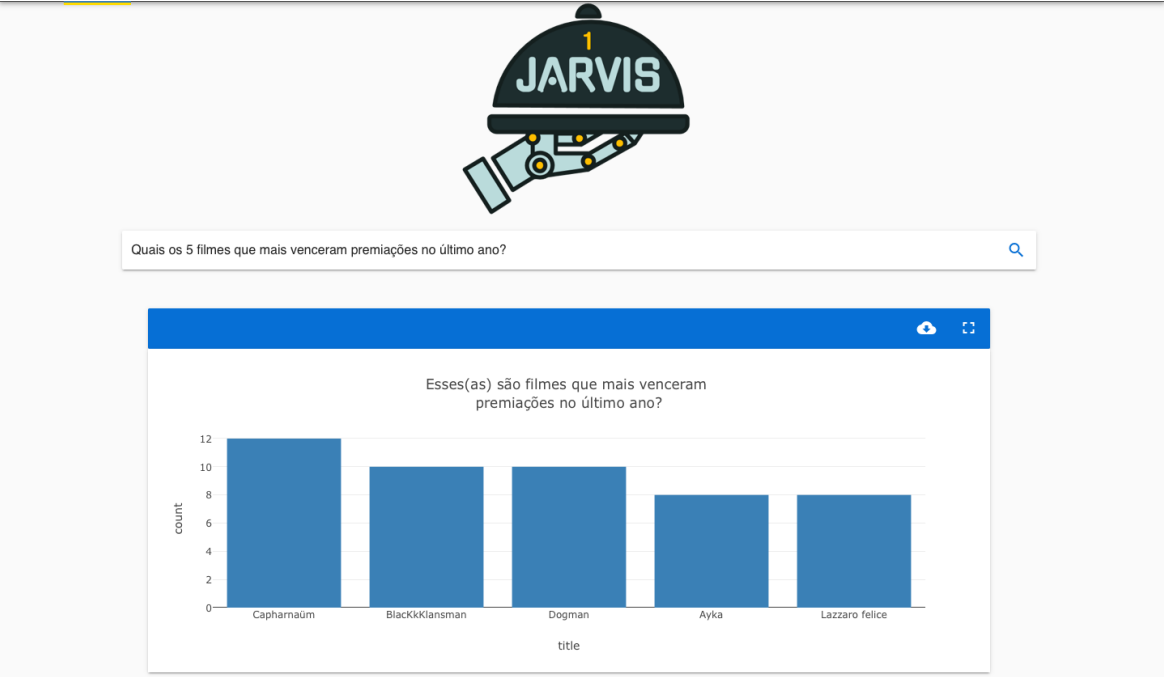 1
JARVIS
Quais os 5 filmes que mais venceram premiações no último ano?
Esses(as) são filmes que mais venceram
premiações no último ano?
12
10
8
6
4
2
0
count
Capharnaüm BlacKkKlansman Dogman Ayka Lazzaro felice
title